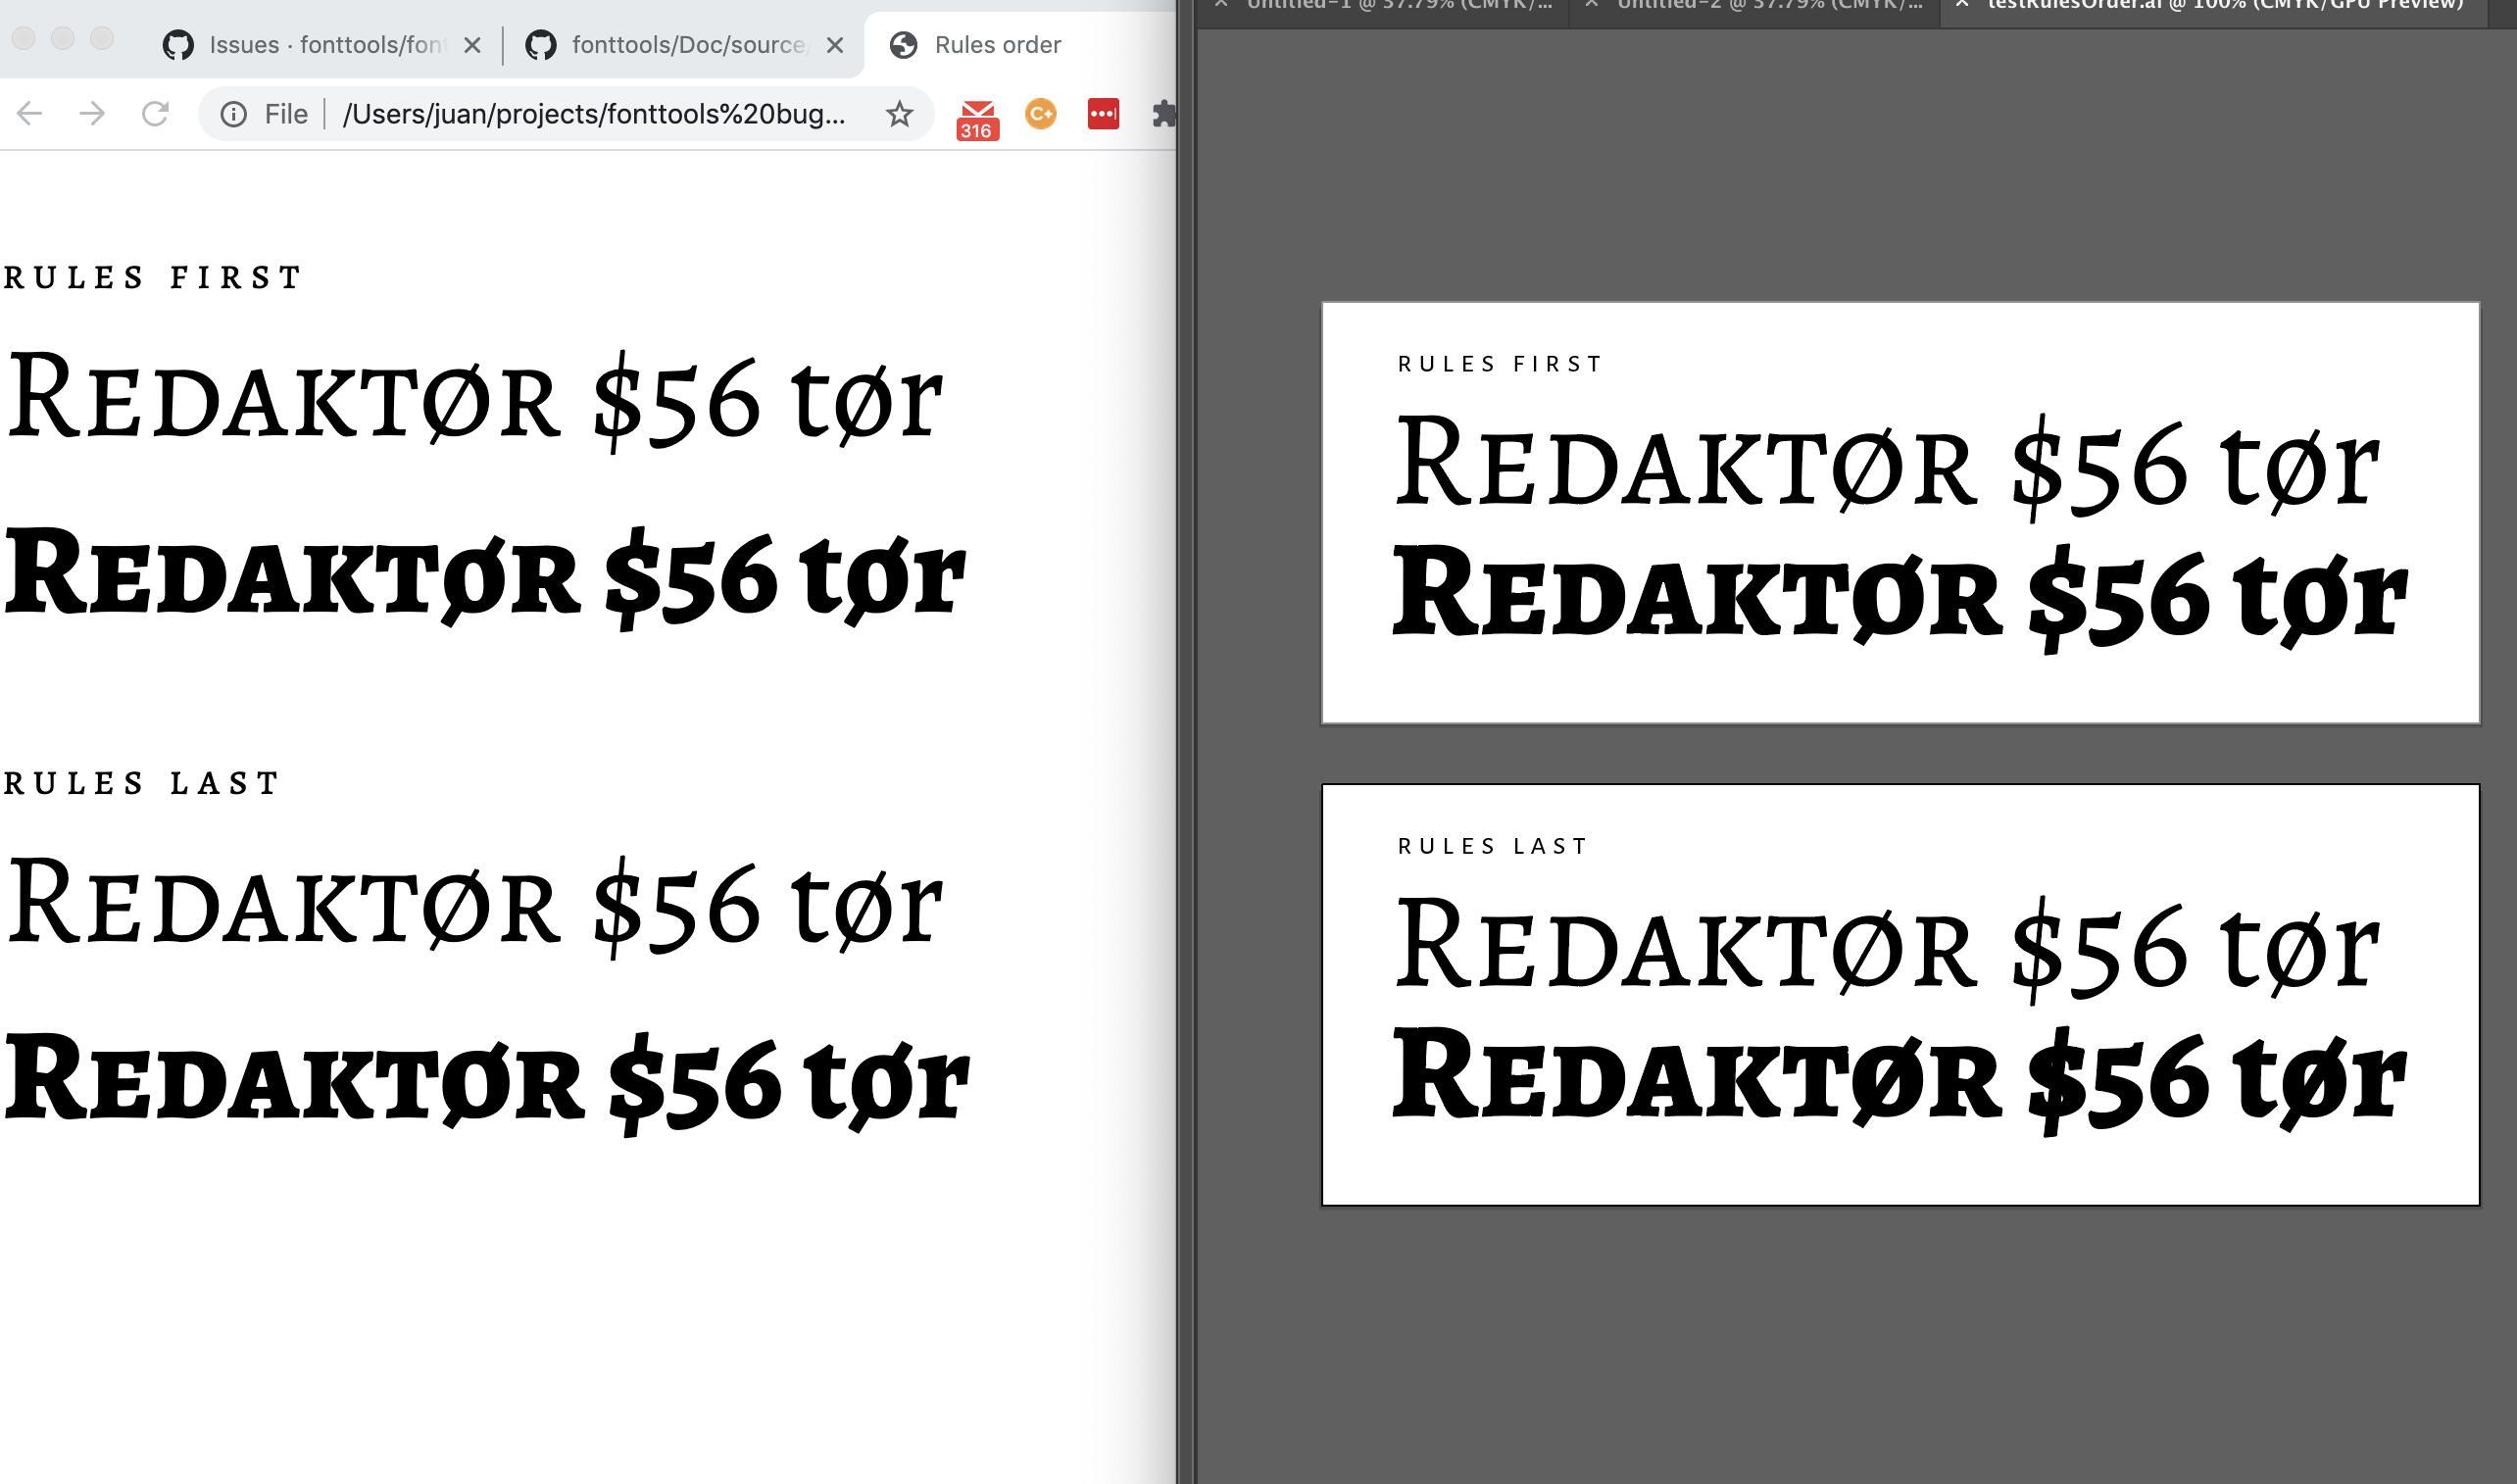 Issues · fonttools/font
fonttools/Doc/source/
Rules order
File
/Users/juan/projects/fonttools%20bug...
316
C+
RULES FIRST
REDAKTØR $56 tør
REDAKTØR $56 tør
RULES LAST
REDAKTØR $56 tør
REDAKTØR $56 tør
Untitled-1 @ 37.79% (CMYK/...
Untitled-2 @ 37.79% (CMYK/...
testRulesOrder.ai @ 100% (CMYK/GPU Preview)
RULES FIRST
REDAKTØR $56 tør
REDAKTØR $56 tør
RULES LAST
REDAKTØR $56 tør
REDAKTØR $56 tør